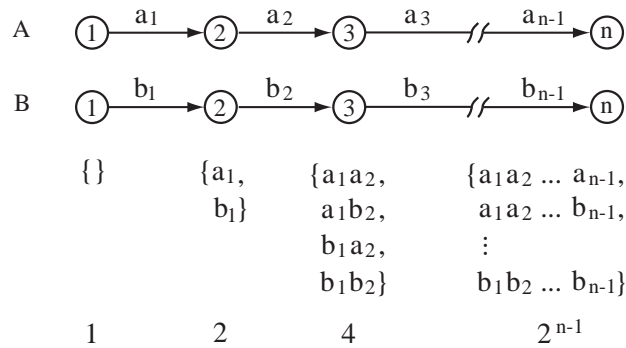 A 1 a₁ 2 a₂ 3 a₃ aₙ₋₁ n
B 1 b₁ 2 b₂ 3 b₃ bₙ₋₁ n
{} {a₁, {a₁a₂, {a₁a₂ ... aₙ₋₁,
b₁} a₁b₂, a₁a₂ ... bₙ₋₁,
b₁a₂, ⋮
b₁b₂} b₁b₂ ... bₙ₋₁}
1 2 4 2ⁿ⁻¹